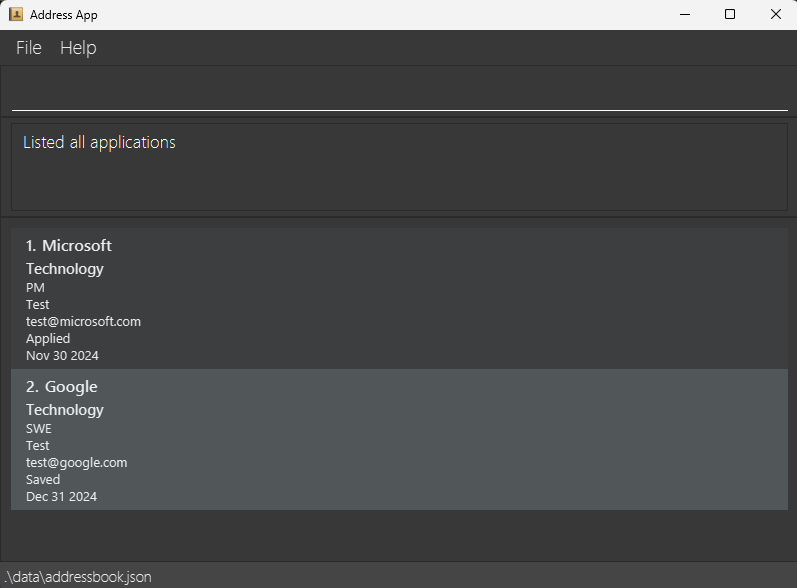 Address App
File Help
Listed all applications
1. Microsoft
Technology
PM
Test
test@microsoft.com
Applied
Nov 30 2024
2. Google
Technology
SWE
Test
test@google.com
Saved
Dec 31 2024
.\data\addressbook.json